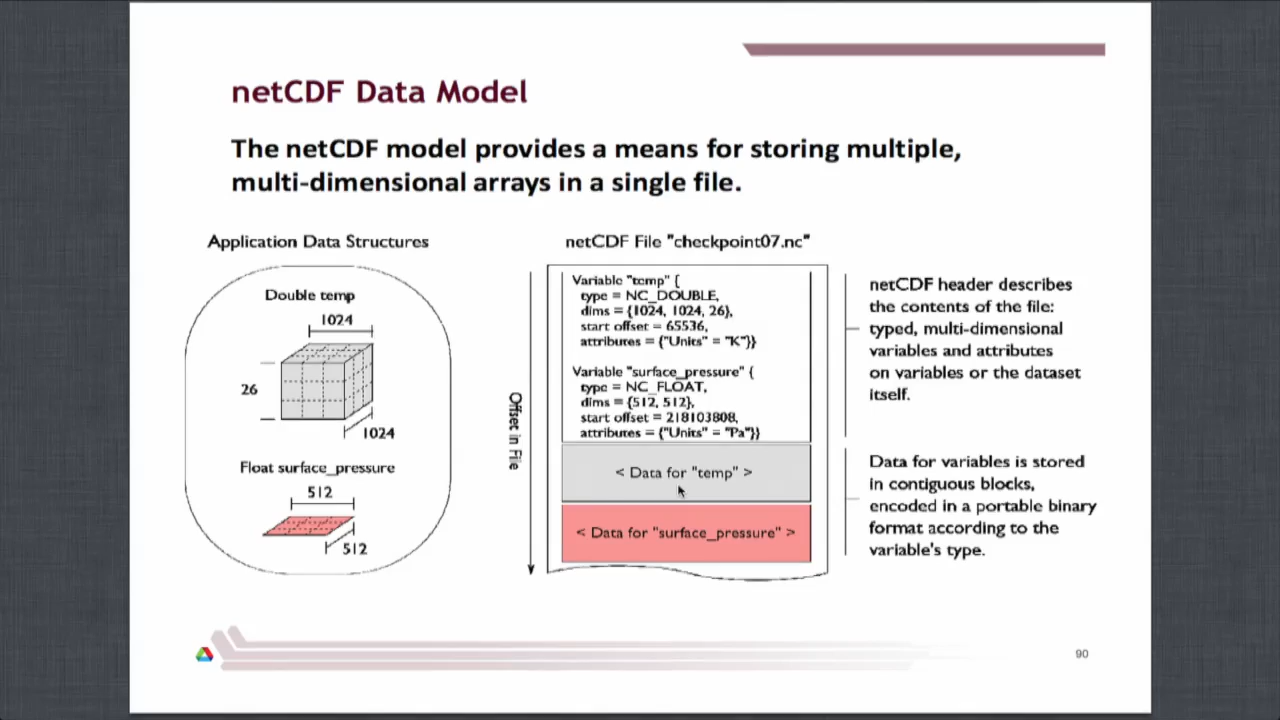 netCDF Data Model
The netCDF model provides a means for storing multiple,
multi-dimensional arrays in a single file.
Application Data Structures
Double temp
1024
26
1024
Float surface_pressure
512
512
netCDF File "checkpoint07.nc"
Offset in File
Variable "temp" {
type = NC_DOUBLE,
dims = {1024, 1024, 26},
start offset = 65536,
attributes = {"Units" = "K"}}
Variable "surface_pressure" {
type = NC_FLOAT,
dims = {512, 512},
start offset = 218103808,
attributes = {"Units" = "Pa"}}
< Data for "temp" >
< Data for "surface_pressure" >
netCDF header describes
the contents of the file:
typed, multi-dimensional
variables and attributes
on variables or the dataset
itself.
Data for variables is stored
in contiguous blocks,
encoded in a portable binary
format according to the
variable's type.
90